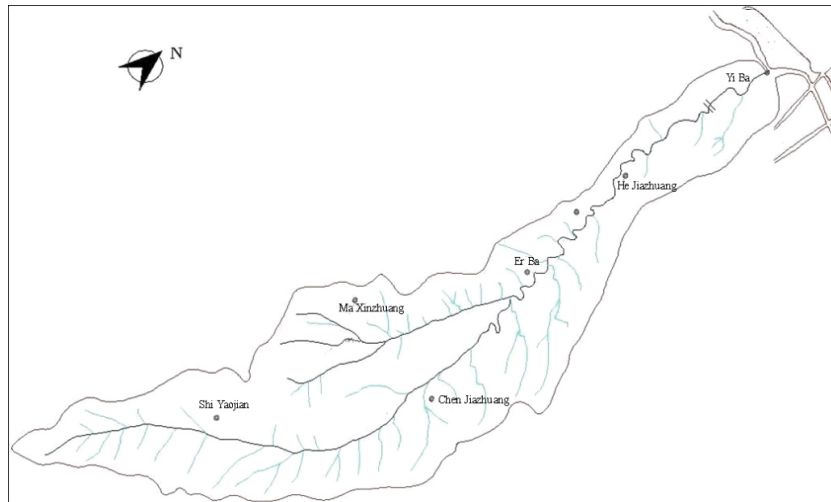 N
Yi Ba
He Jiazhuang
Er Ba
Ma Xinzhuang
Chen Jiazhuang
Shi Yaojian